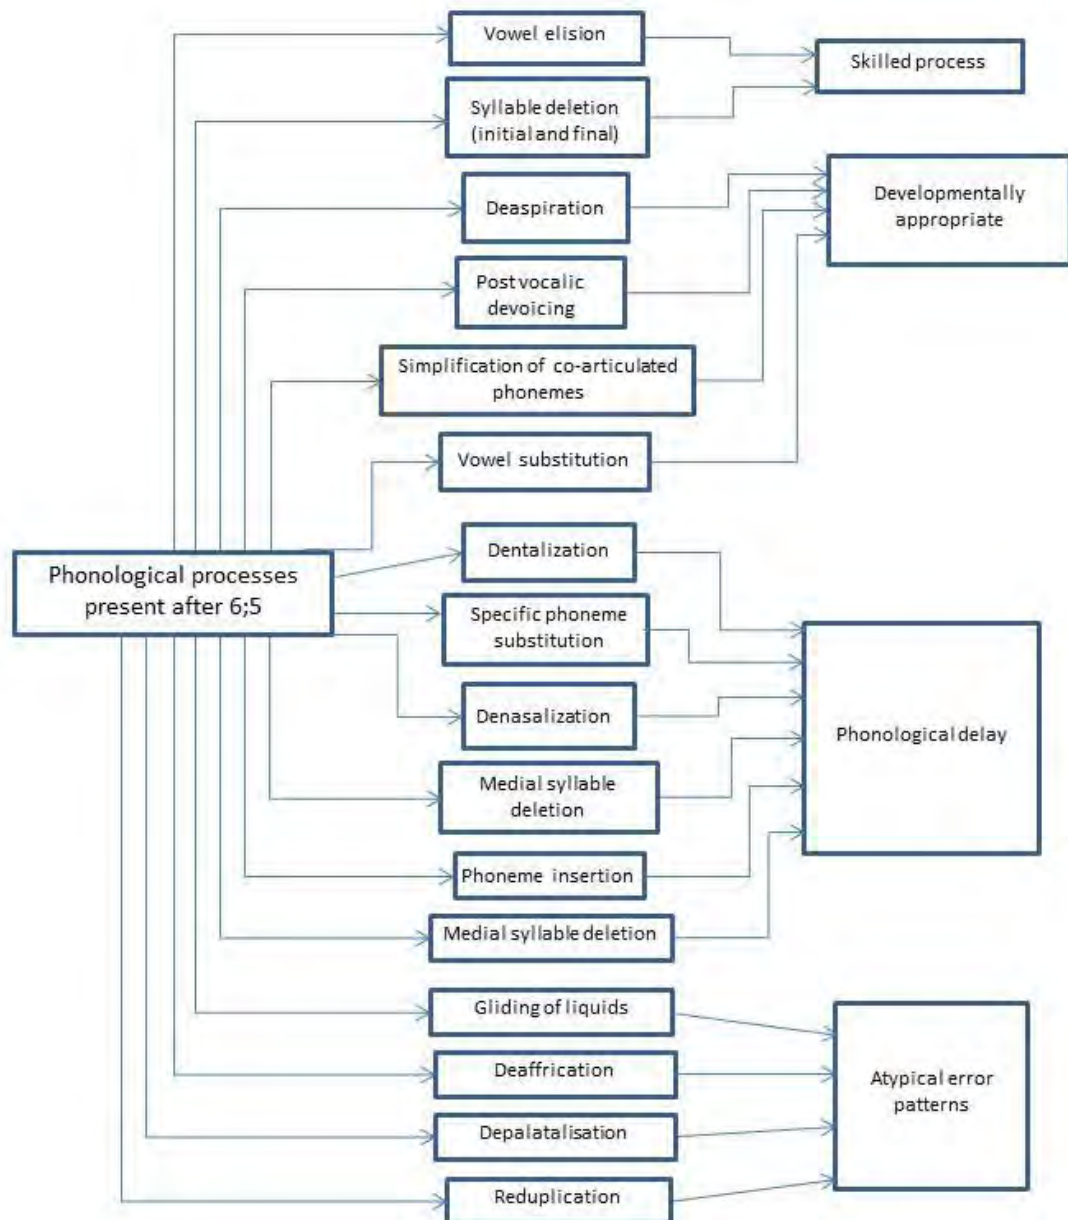 Vowel elision
Skilled process
Syllable deletion
(initial and final)
Deaspiration
Developmentally
appropriate
Post vocalic
devoicing
Simplification of co-articulated
phonemes
Vowel substitution
Dentalization
Phonological processes
present after 6;5
Specific phoneme
substitution
Denasalization
Phonological delay
Medial syllable
deletion
Phoneme insertion
Medial syllable deletion
Gliding of liquids
Deaffrication
Atypical error
patterns
Depalatalisation
Reduplication